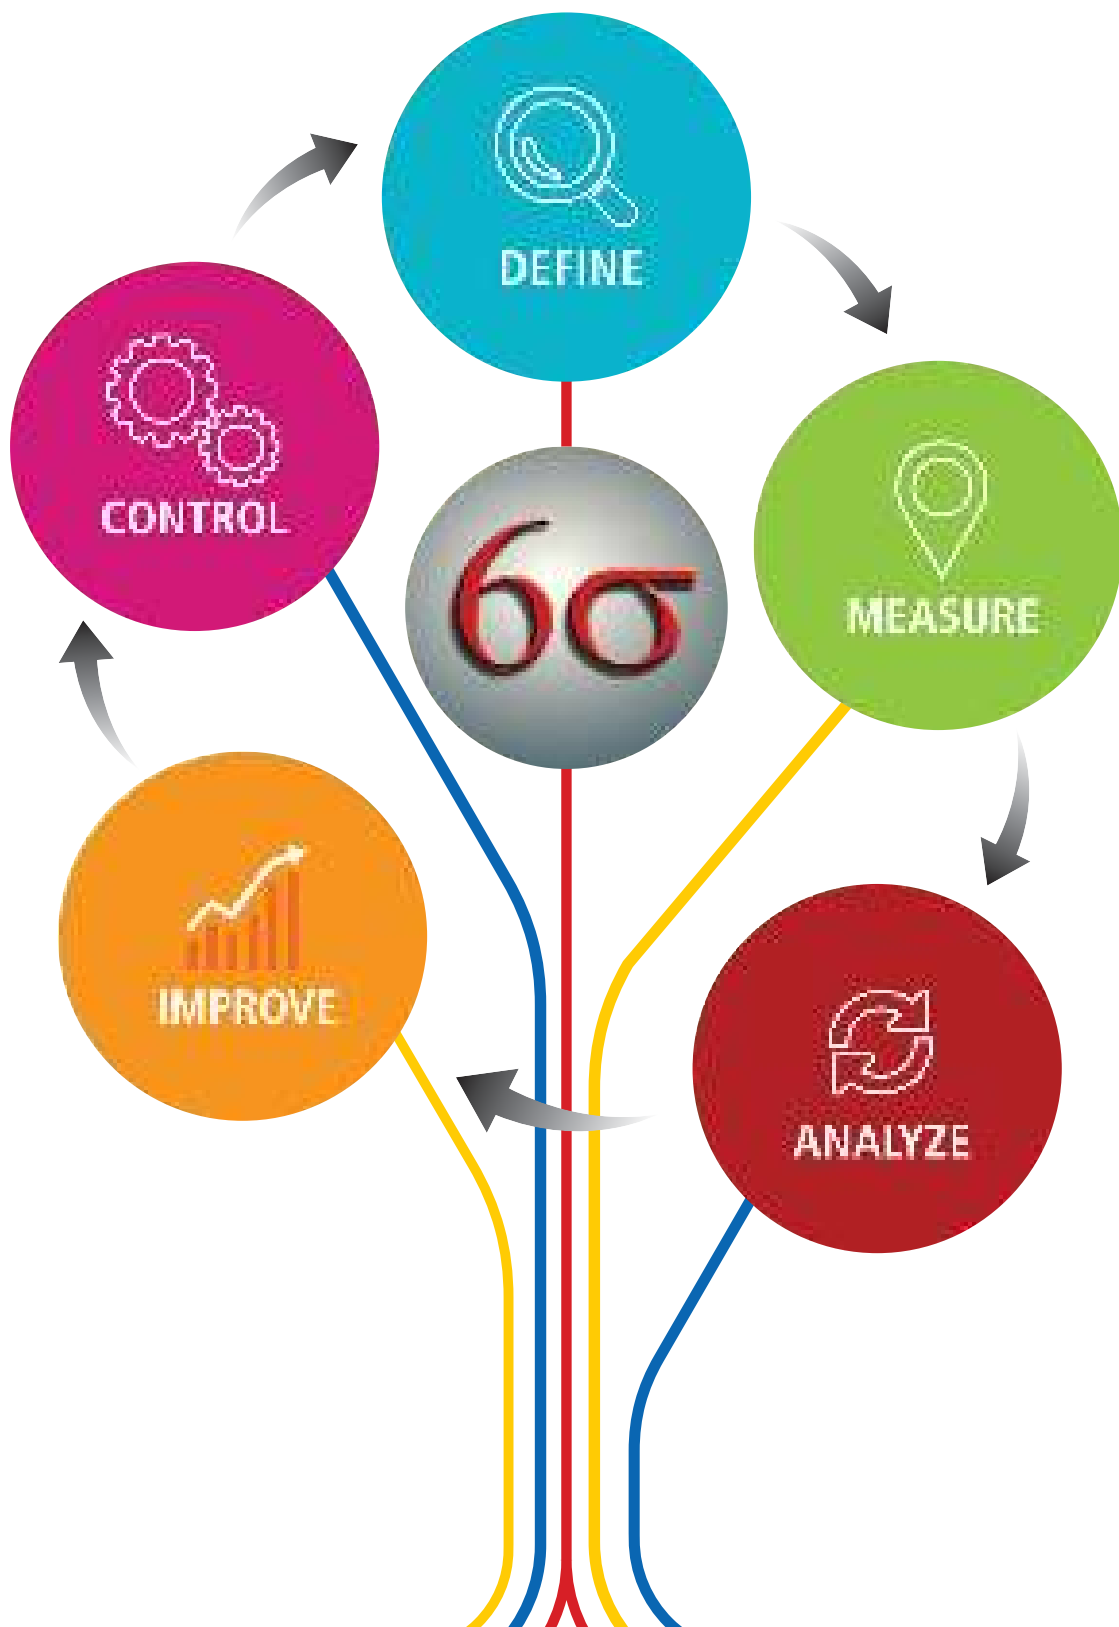 DEFINE
CONTROL
6σ
MEASURE
IMPROVE
ANALYZE